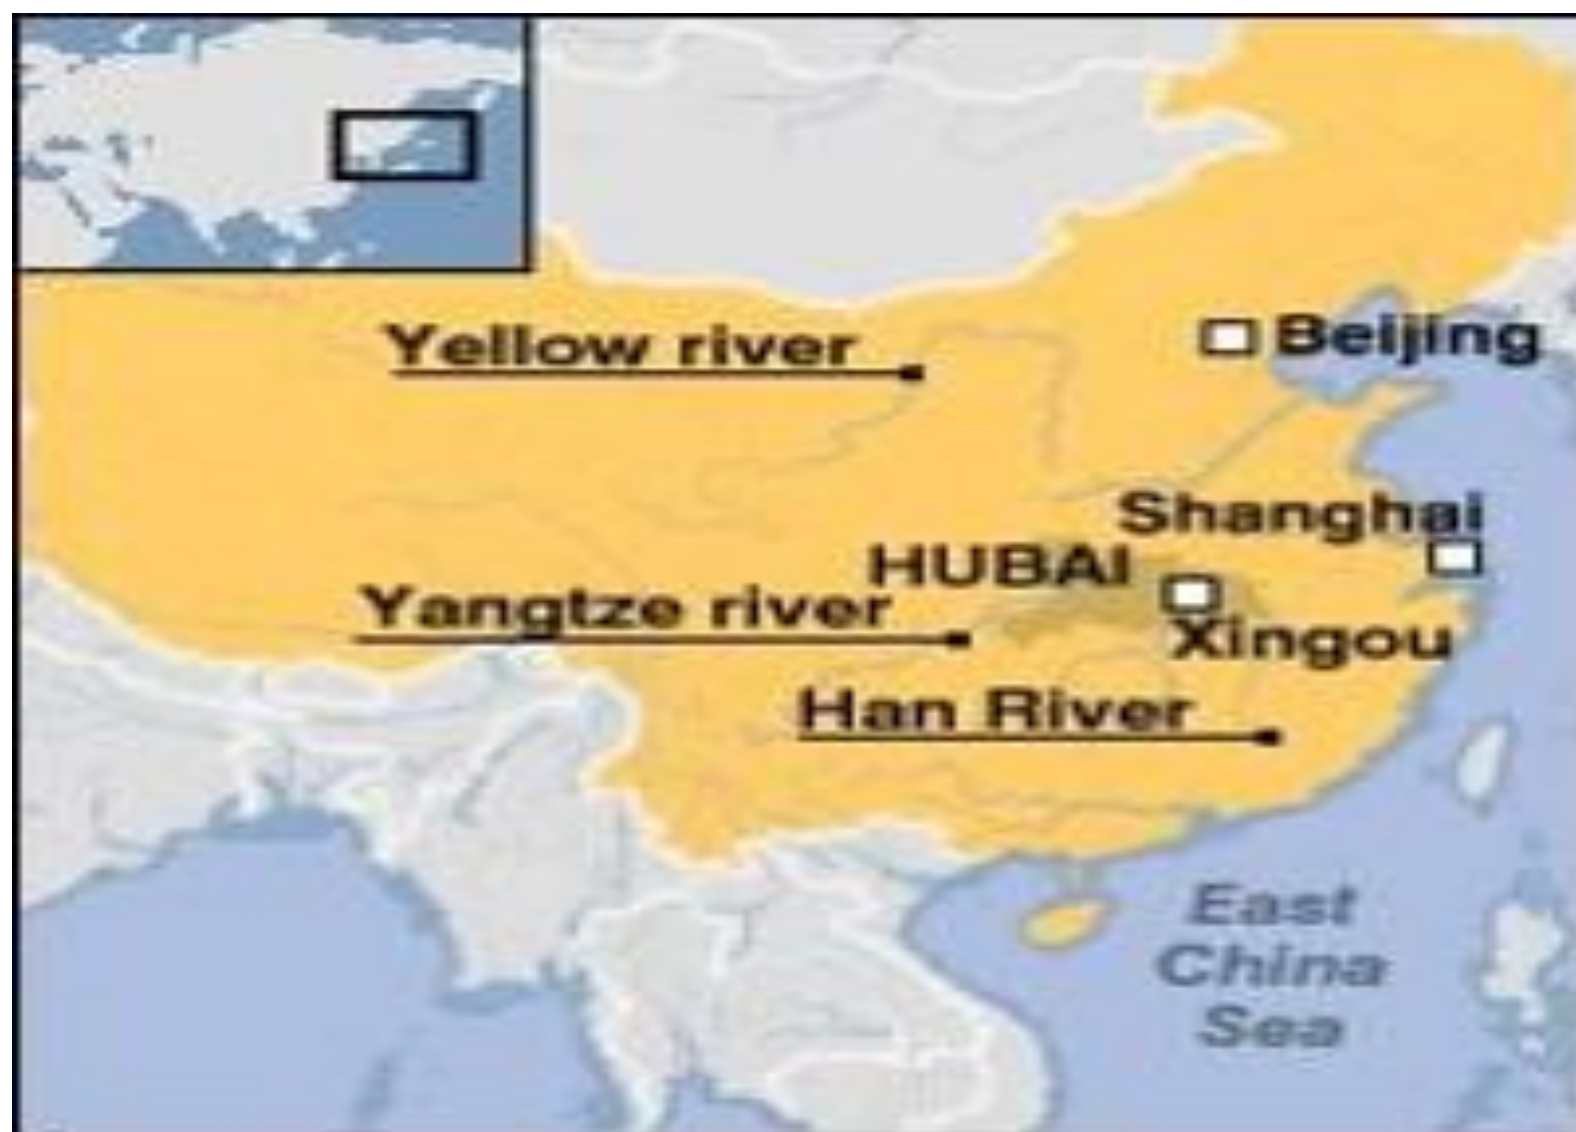 Yellow river
Beijing
Shanghai
HUBAI
Yangtze river
Xingou
Han River
East
China
Sea